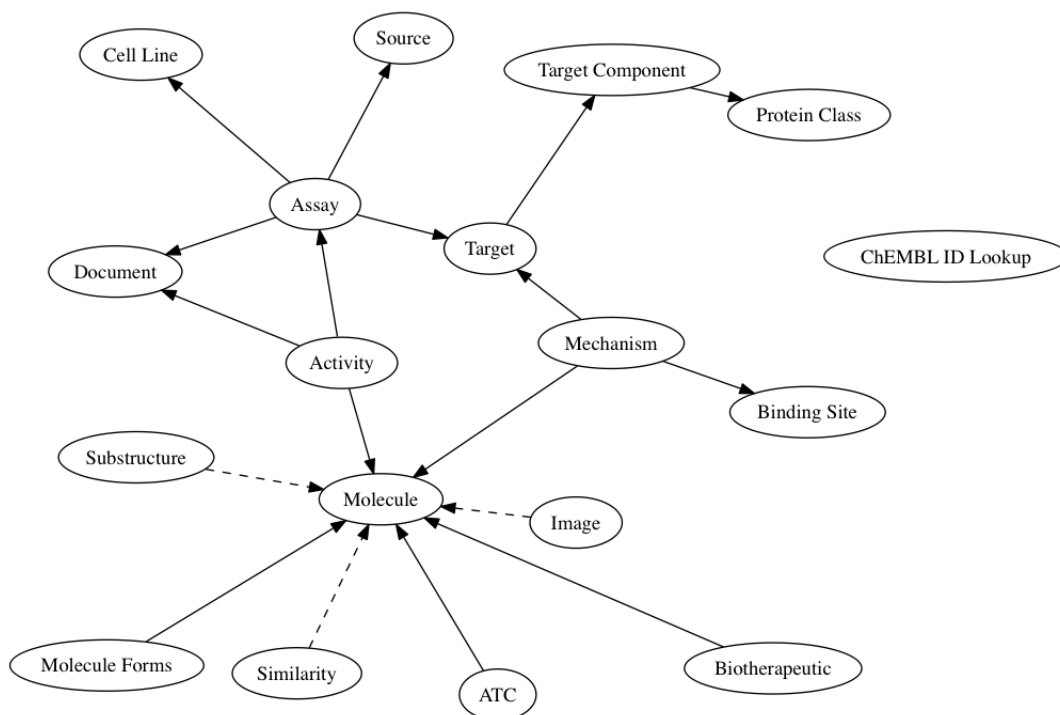 Source
Cell Line
Target Component
Protein Class
Assay
Target
ChEMBL ID Lookup
Document
Mechanism
Activity
Binding Site
Substructure
Molecule
Image
Molecule Forms
Similarity
Biotherapeutic
ATC